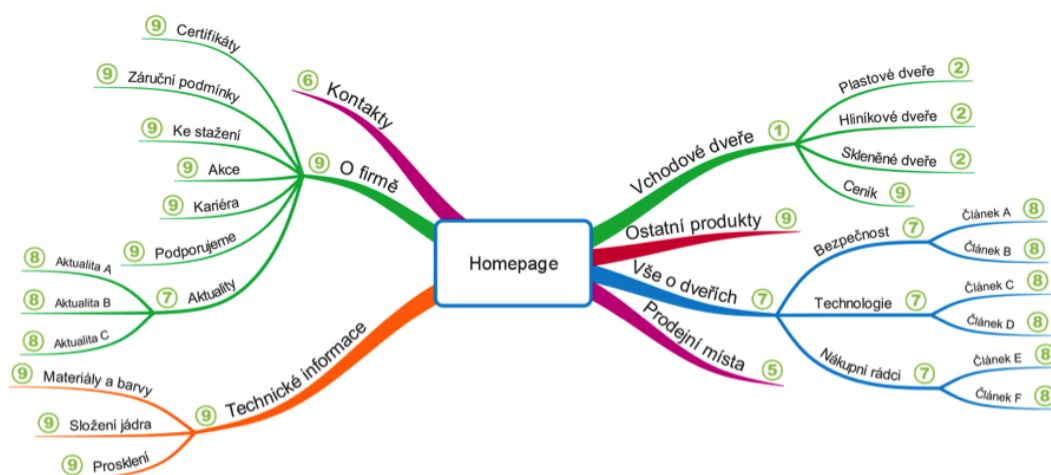 Homepage
Kontakty 6
O firmě 9
Certifikáty 9
Záruční podmínky 9
Ke stažení 9
Akce 9
Kariéra 9
Podporujeme 9
Aktuality 7
Aktualita A 8
Aktualita B 8
Aktualita C 8
Technické informace 9
Materiály a barvy 9
Složení jádra 9
Prosklení 9
Vchodové dveře 1
Plastové dveře 2
Hliníkové dveře 2
Skleněné dveře 2
Ceník 9
Ostatní produkty 9
Vše o dveřích 7
Bezpečnost 7
Článek A 8
Článek B 8
Technologie 7
Článek C 8
Článek D 8
Nákupní rádci 7
Článek E 8
Článek F 8
Prodejní místa 5